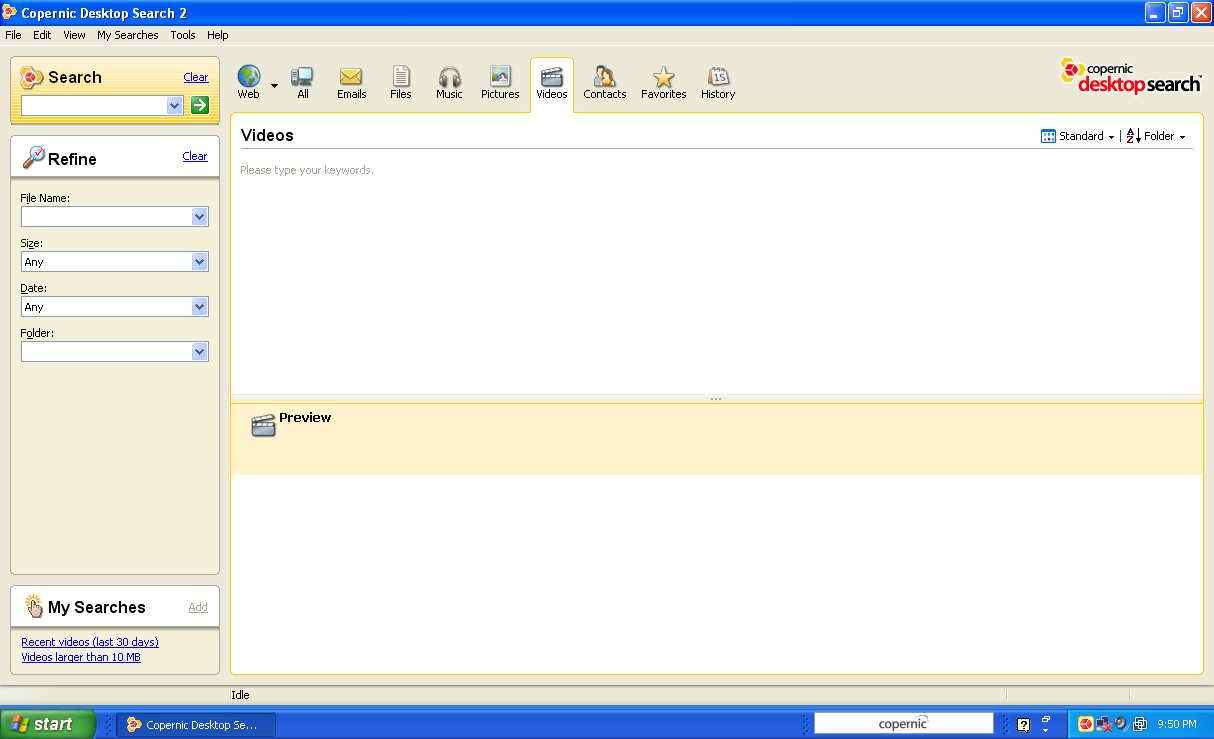 Copernic Desktop Search 2
File Edit View My Searches Tools Help
Search Clear
Web All Emails Files Music Pictures Videos Contacts Favorites History
copernic
desktopsearch
Refine Clear
File Name:
Size:
Any
Date:
Any
Folder:
Videos
Standard Folder
Please type your keywords.
Preview
My Searches Add
Recent videos (last 30 days)
Videos larger than 10 MB
Idle
start
Copernic Desktop Se...
copernic
9:50 PM